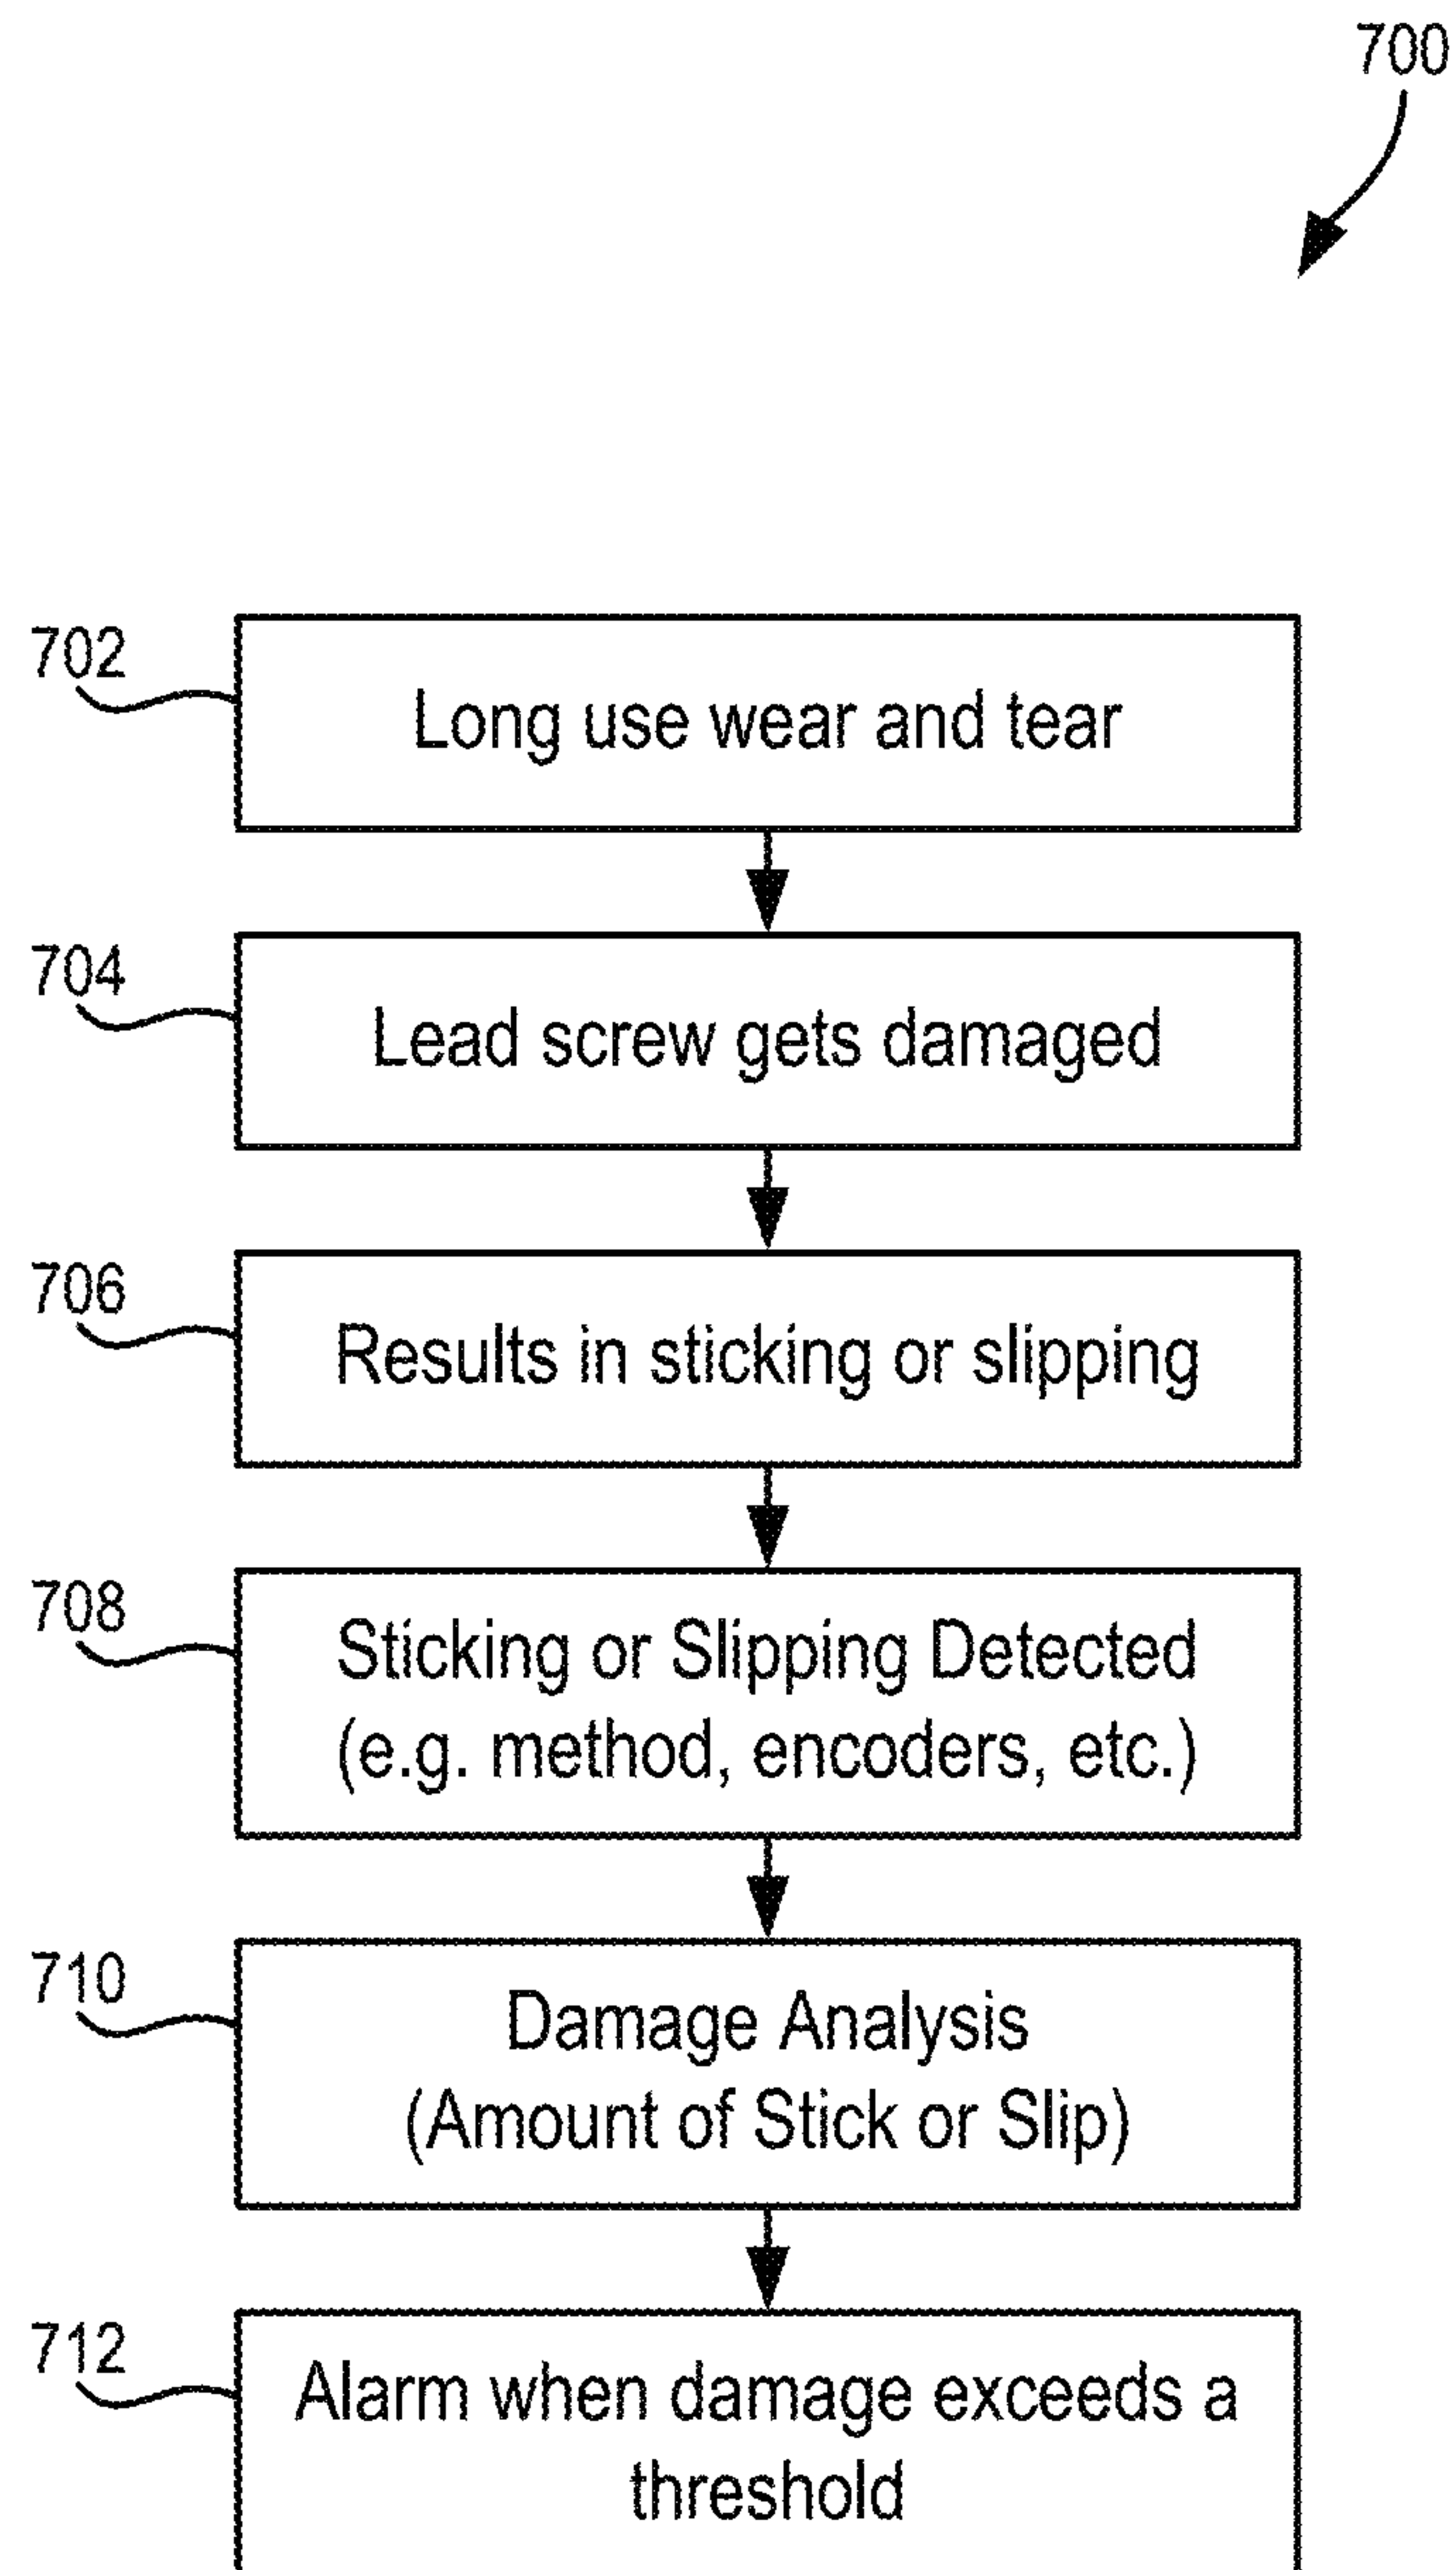 700
702
Long use wear and tear
704
Lead screw gets damaged
706
Results in sticking or slipping
708
Sticking or Slipping Detected
(e.g. method, encoders, etc.)
710
Damage Analysis
(Amount of Stick or Slip)
712
Alarm when damage exceeds a
threshold